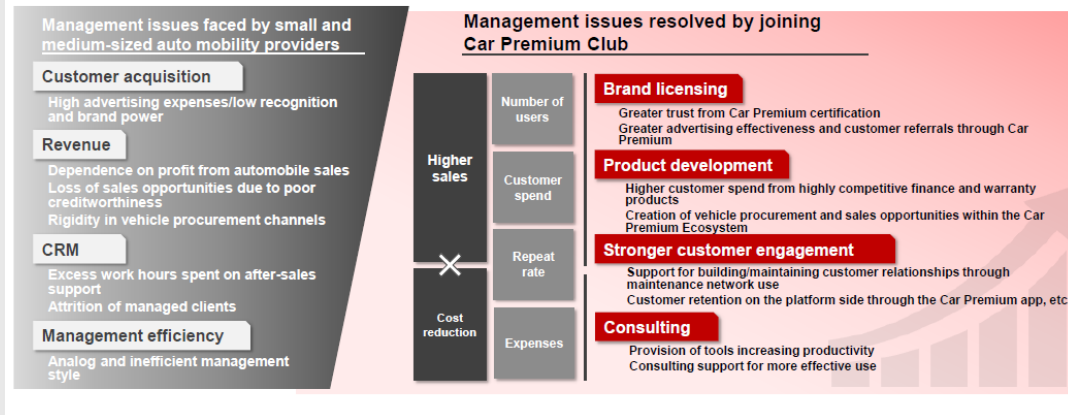 Management issues faced by small and
medium-sized auto mobility providers
Customer acquisition
High advertising expenses/low recognition
and brand power
Revenue
Dependence on profit from automobile sales
Loss of sales opportunities due to poor
creditworthiness
Rigidity in vehicle procurement channels
CRM
Excess work hours spent on after-sales
support
Attrition of managed clients
Management efficiency
Analog and inefficient management
style
Management issues resolved by joining
Car Premium Club
Higher
sales
Cost
reduction
Number of
users
Customer
spend
Repeat
rate
Expenses
Brand licensing
Greater trust from Car Premium certification
Greater advertising effectiveness and customer referrals through Car
Premium
Product development
Higher customer spend from highly competitive finance and warranty
products
Creation of vehicle procurement and sales opportunities within the Car
Premium Ecosystem
Stronger customer engagement
Support for building/maintaining customer relationships through
maintenance network use
Customer retention on the platform side through the Car Premium app, etc
Consulting
Provision of tools increasing productivity
Consulting support for more effective use